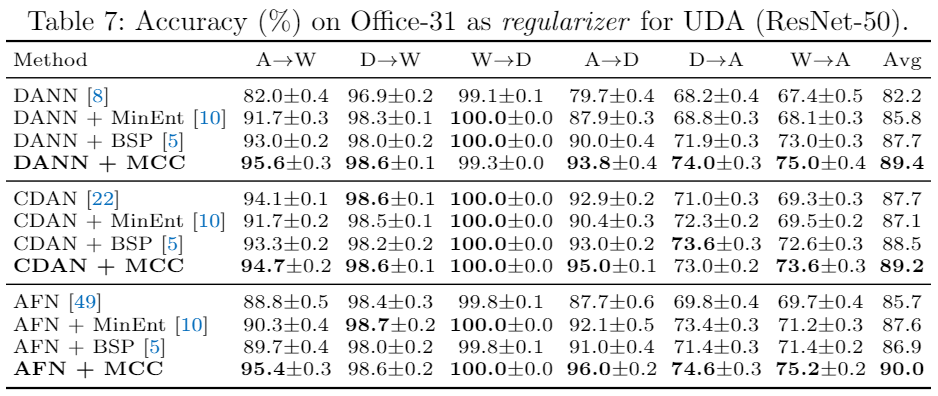 Table 7: Accuracy (%) on Office-31 as regularizer for UDA (ResNet-50).
Method A→W D→W W→D A→D D→A W→A Avg
DANN [8] 82.0±0.4 96.9±0.2 99.1±0.1 79.7±0.4 68.2±0.4 67.4±0.5 82.2
DANN + MinEnt [10] 91.7±0.3 98.3±0.1 100.0±0.0 87.9±0.3 68.8±0.3 68.1±0.3 85.8
DANN + BSP [5] 93.0±0.2 98.0±0.2 100.0±0.0 90.0±0.4 71.9±0.3 73.0±0.3 87.7
DANN + MCC 95.6±0.3 98.6±0.1 99.3±0.0 93.8±0.4 74.0±0.3 75.0±0.4 89.4
CDAN [22] 94.1±0.1 98.6±0.1 100.0±0.0 92.9±0.2 71.0±0.3 69.3±0.3 87.7
CDAN + MinEnt [10] 91.7±0.2 98.5±0.1 100.0±0.0 90.4±0.3 72.3±0.2 69.5±0.2 87.1
CDAN + BSP [5] 93.3±0.2 98.2±0.2 100.0±0.0 93.0±0.2 73.6±0.3 72.6±0.3 88.5
CDAN + MCC 94.7±0.2 98.6±0.1 100.0±0.0 95.0±0.1 73.0±0.2 73.6±0.3 89.2
AFN [49] 88.8±0.5 98.4±0.3 99.8±0.1 87.7±0.6 69.8±0.4 69.7±0.4 85.7
AFN + MinEnt [10] 90.3±0.4 98.7±0.2 100.0±0.0 92.1±0.5 73.4±0.3 71.2±0.3 87.6
AFN + BSP [5] 89.7±0.4 98.0±0.2 99.8±0.1 91.0±0.4 71.4±0.3 71.4±0.2 86.9
AFN + MCC 95.4±0.3 98.6±0.2 100.0±0.0 96.0±0.2 74.6±0.3 75.2±0.2 90.0